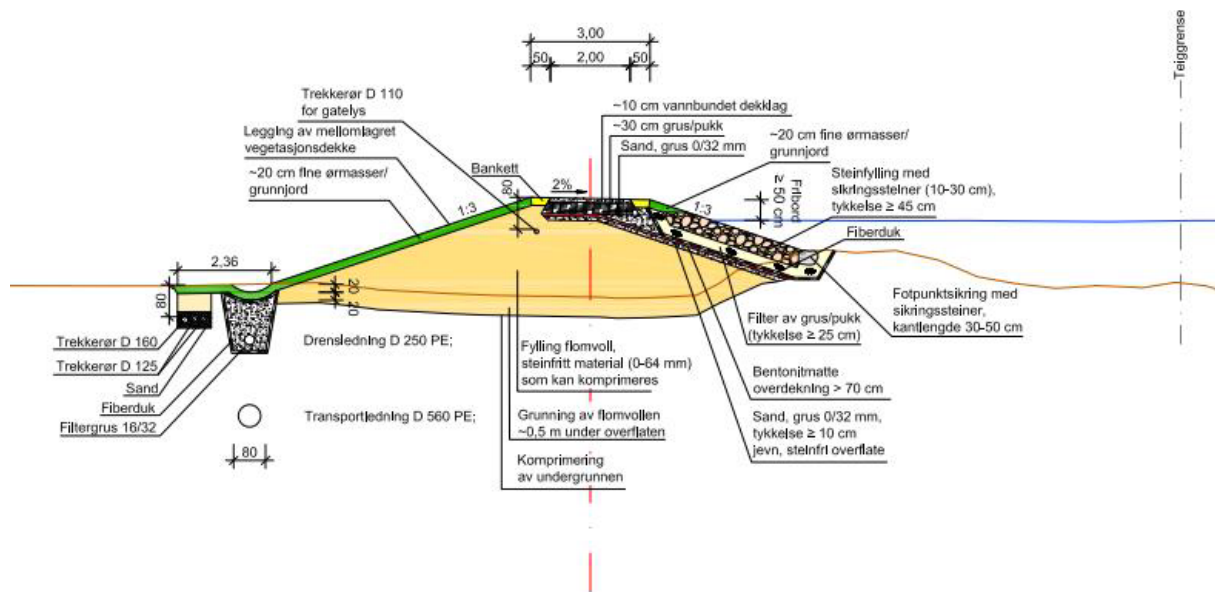 3,00
50
2,00
50
Teiggrense
Trekkerør D 110
for gatelys
Legging av mellomlagret
vegetasjonsdekke
~20 cm fine ørmasser/
grunnjord
Bankett
80
2%
1:3
~10 cm vannbundet dekklag
~30 cm grus/pukk
Sand, grus 0/32 mm
~20 cm fine ørmasser/
grunnjord
1:3
Fribord
≥ 50 cm
Steinfylling med
sikringssteiner (10-30 cm),
tykkelse ≥ 45 cm
Fiberduk
2,36
80
20
20
Trekkerør D 160
Trekkerør D 125
Sand
Fiberduk
Filtergrus 16/32
80
Drensledning D 250 PE;
Transportledning D 560 PE;
Fylling flomvoll,
steinfritt material (0-64 mm)
som kan komprimeres
Grunning av flomvollen
~0,5 m under overflaten
Komprimering
av undergrunnen
Fotpunktsikring med
sikringssteiner,
kantlengde 30-50 cm
Filter av grus/pukk
(tykkelse ≥ 25 cm)
Bentonitmatte
overdekning > 70 cm
Sand, grus 0/32 mm,
tykkelse ≥ 10 cm
jevn, steinfri overflate